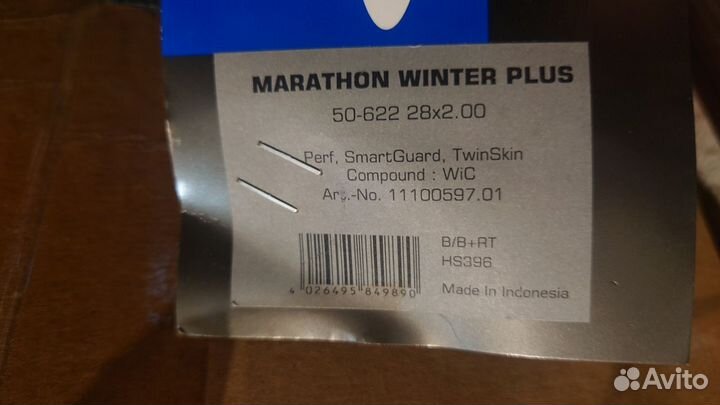 MARATHON WINTER PLUS
50-622 28x2.00
Perf, SmartGuard, TwinSkin
Compound : WiC
Art.-No. 11100597.01
B/B+RT
HS396
4 026495 849890
Made In Indonesia
Avito